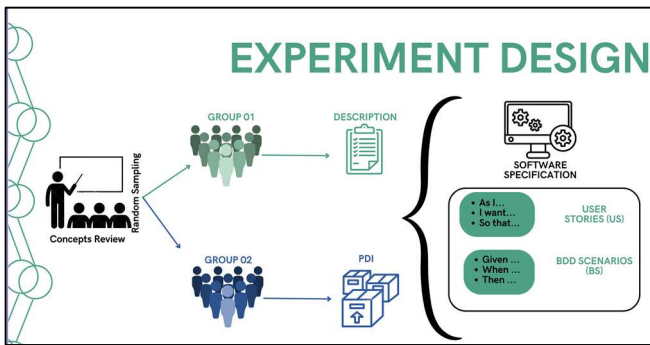 EXPERIMENT DESIGN
GROUP 01
DESCRIPTION
Random Sampling
Concepts Review
GROUP 02
PDI
SOFTWARE
SPECIFICATION
• As I...
• I want...
• So that...
USER
STORIES (US)
• Given ...
• When ...
• Then ...
BDD SCENARIOS
(BS)